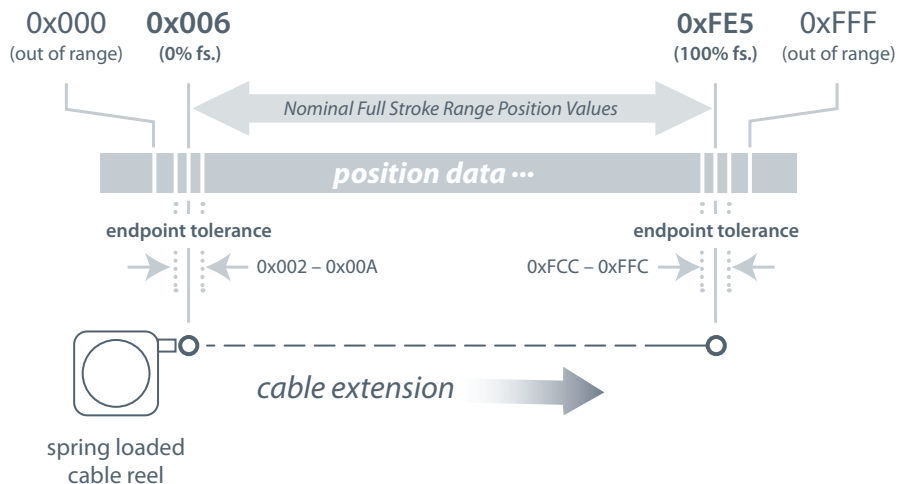 0x000 0x006 0xFE5 0xFFF
(out of range) (0% fs.) (100% fs.) (out of range)
Nominal Full Stroke Range Position Values
position data ···
endpoint tolerance endpoint tolerance
0x002 – 0x00A 0xFCC – 0xFFC
cable extension
spring loaded
cable reel